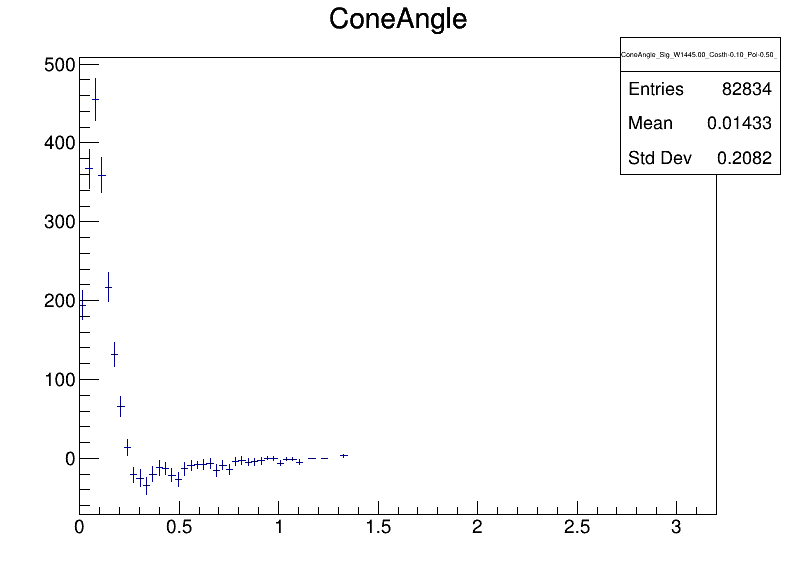 ConeAngle
ConeAngle_Sig_W1445.00_Costh-0.10_Pol-0.50_
Entries 82834
Mean 0.01433
Std Dev 0.2082
500
400
300
200
100
0
0 0.5 1 1.5 2 2.5 3